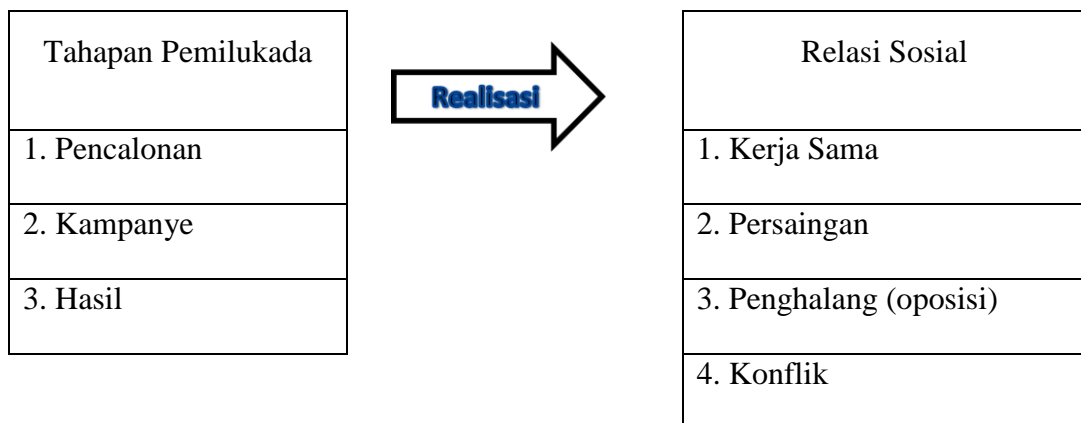 Tahapan Pemilukada
1. Pencalonan
2. Kampanye
3. Hasil
Realisasi
Relasi Sosial
1. Kerja Sama
2. Persaingan
3. Penghalang (oposisi)
4. Konflik